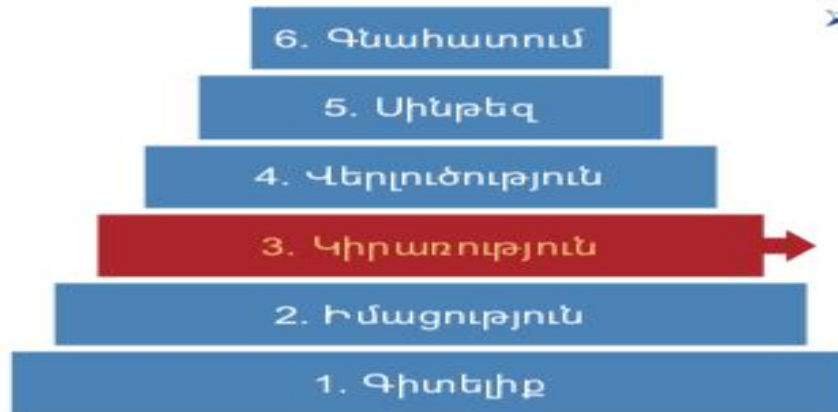 6. Գնահատում
5. Սինթեզ
4. Վերլուծություն
3. Կիրառություն
2. Իմացություն
1. Գիտելիք